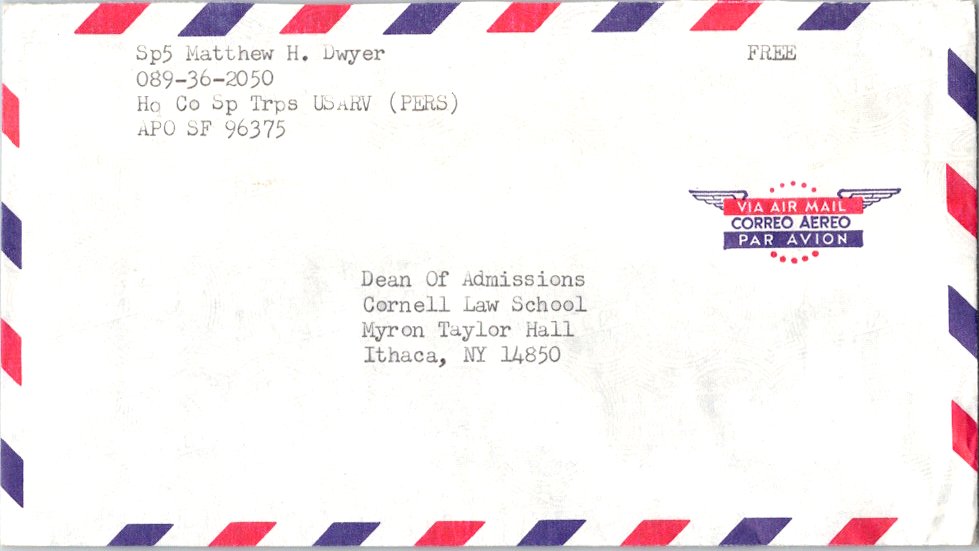 Sp5 Matthew H. Dwyer
FREE
089-36-2050
Hq Co Sp Trps USARV (PERS)
APO SF 96375
VIA AIR MAIL
CORREO AEREO
PAR AVION
Dean Of Admissions
Cornell Law School
Myron Taylor Hall
Ithaca, NY 14850